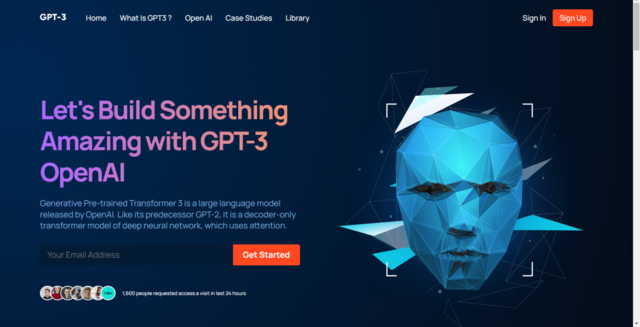 GPT-3
Home
What Is GPT3 ?
Open AI
Case Studies
Library
Sign In
Sign Up
Let's Build Something
Amazing with GPT-3
OpenAI
Generative Pre-trained Transformer 3 is a large language model
released by OpenAI. Like its predecessor GPT-2, it is a decoder-only
transformer model of deep neural network, which uses attention.
Your Email Address
Get Started
1,600 people requested access a visit in last 24 hours